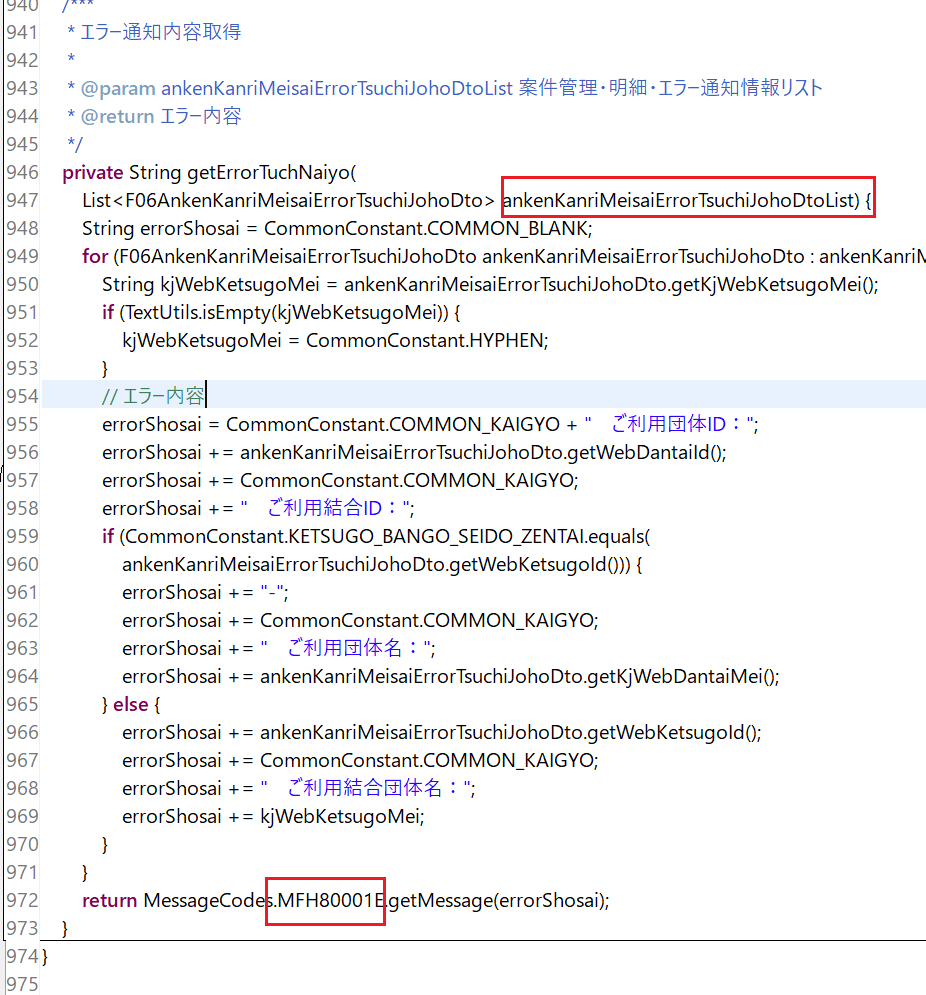 940 /***
941 * エラー通知内容取得
942 *
943 * @param ankenKanriMeisaiErrorTsuchiJohoDtoList 案件管理・明細・エラー通知情報リスト
944 * @return エラー内容
945 */
946 private String getErrorTuchNaiyo(
947 List<F06AnkenKanriMeisaiErrorTsuchiJohoDto> ankenKanriMeisaiErrorTsuchiJohoDtoList) {
948 String errorShosai = CommonConstant.COMMON_BLANK;
949 for (F06AnkenKanriMeisaiErrorTsuchiJohoDto ankenKanriMeisaiErrorTsuchiJohoDto : ankenKanriM
950 String kjWebKetsugoMei = ankenKanriMeisaiErrorTsuchiJohoDto.getKjWebKetsugoMei();
951 if (TextUtils.isEmpty(kjWebKetsugoMei)) {
952 kjWebKetsugoMei = CommonConstant.HYPHEN;
953 }
954 // エラー内容
955 errorShosai = CommonConstant.COMMON_KAIGYO + "　ご利用団体ID：";
956 errorShosai += ankenKanriMeisaiErrorTsuchiJohoDto.getWebDantaiId();
957 errorShosai += CommonConstant.COMMON_KAIGYO;
958 errorShosai += "　ご利用結合ID：";
959 if (CommonConstant.KETSUGO_BANGO_SEIDO_ZENTAI.equals(
960 ankenKanriMeisaiErrorTsuchiJohoDto.getWebKetsugoId())) {
961 errorShosai += "-";
962 errorShosai += CommonConstant.COMMON_KAIGYO;
963 errorShosai += "　ご利用団体名：";
964 errorShosai += ankenKanriMeisaiErrorTsuchiJohoDto.getKjWebDantaiMei();
965 } else {
966 errorShosai += ankenKanriMeisaiErrorTsuchiJohoDto.getWebKetsugoId();
967 errorShosai += CommonConstant.COMMON_KAIGYO;
968 errorShosai += "　ご利用結合団体名：";
969 errorShosai += kjWebKetsugoMei;
970 }
971 }
972 return MessageCodes.MFH80001E.getMessage(errorShosai);
973 }
974 }
975